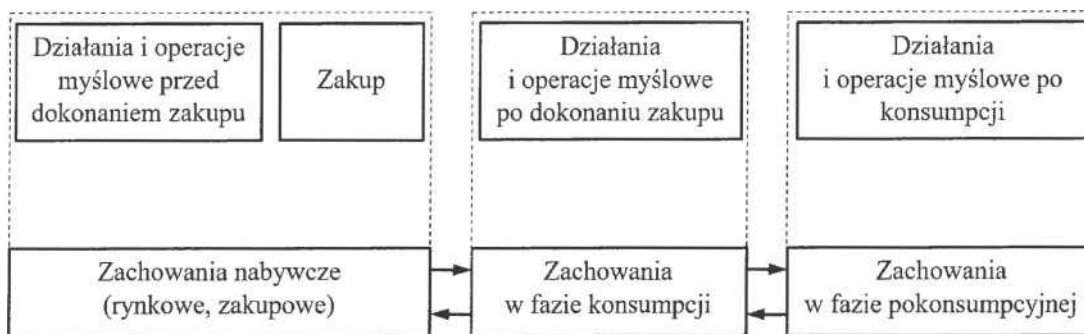 Działania i operacje
myślowe przed
dokonaniem zakupu
Zakup
Działania
i operacje myślowe
po dokonaniu zakupu
Działania
i operacje myślowe po
konsumpcji
Zachowania nabywcze
(rynkowe, zakupowe)
Zachowania
w fazie konsumpcji
Zachowania
w fazie pokonsumpcyjnej